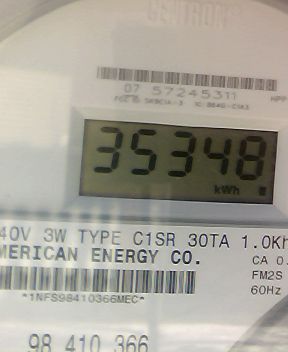 CENTRON
07 57245311
35348
kWh
40V 3W TYPE C1SR 30TA 1.0Kh
MERICAN ENERGY CO. CA 0.
FM2S
*1NFS98410366MEC* 60Hz
98 410 366